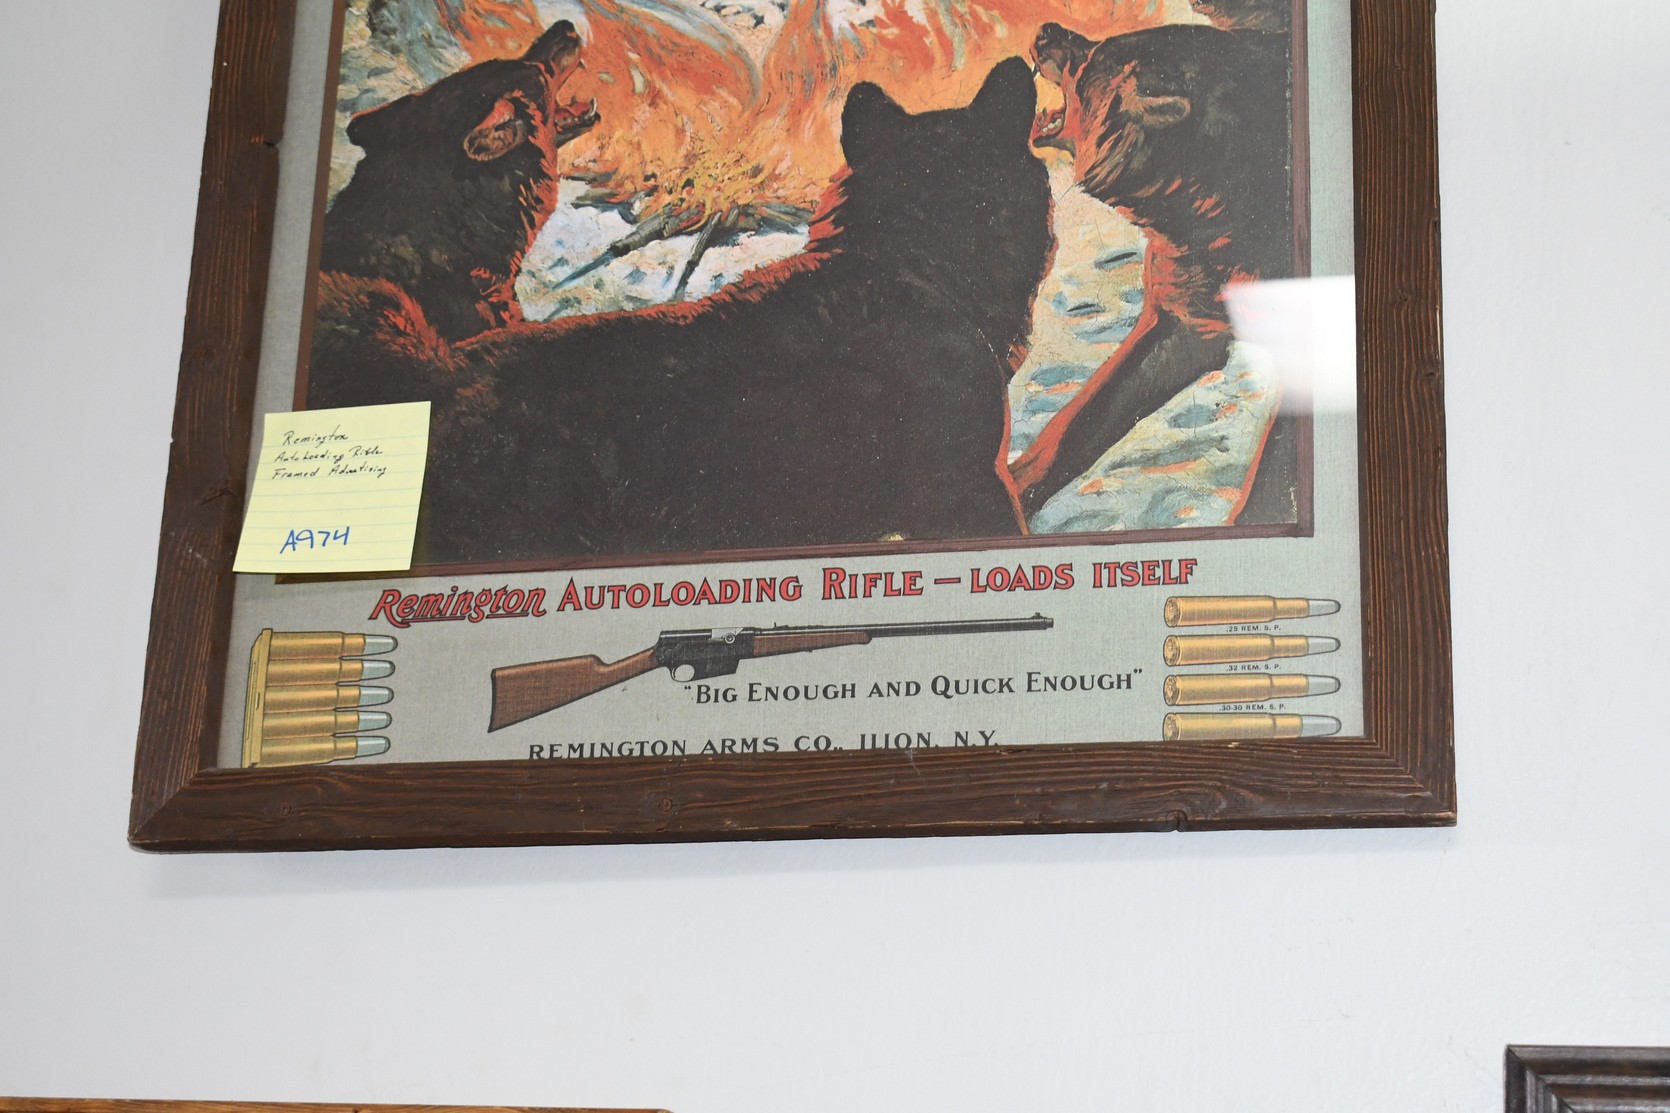 Remington
Autoloading Rifle
Framed Advertising
A974
Remington AUTOLOADING RIFLE — LOADS ITSELF
.25 REM. S. P.
.32 REM. S. P.
.30-30 REM. S. P.
"BIG ENOUGH AND QUICK ENOUGH"
REMINGTON ARMS CO., ILION, N.Y.